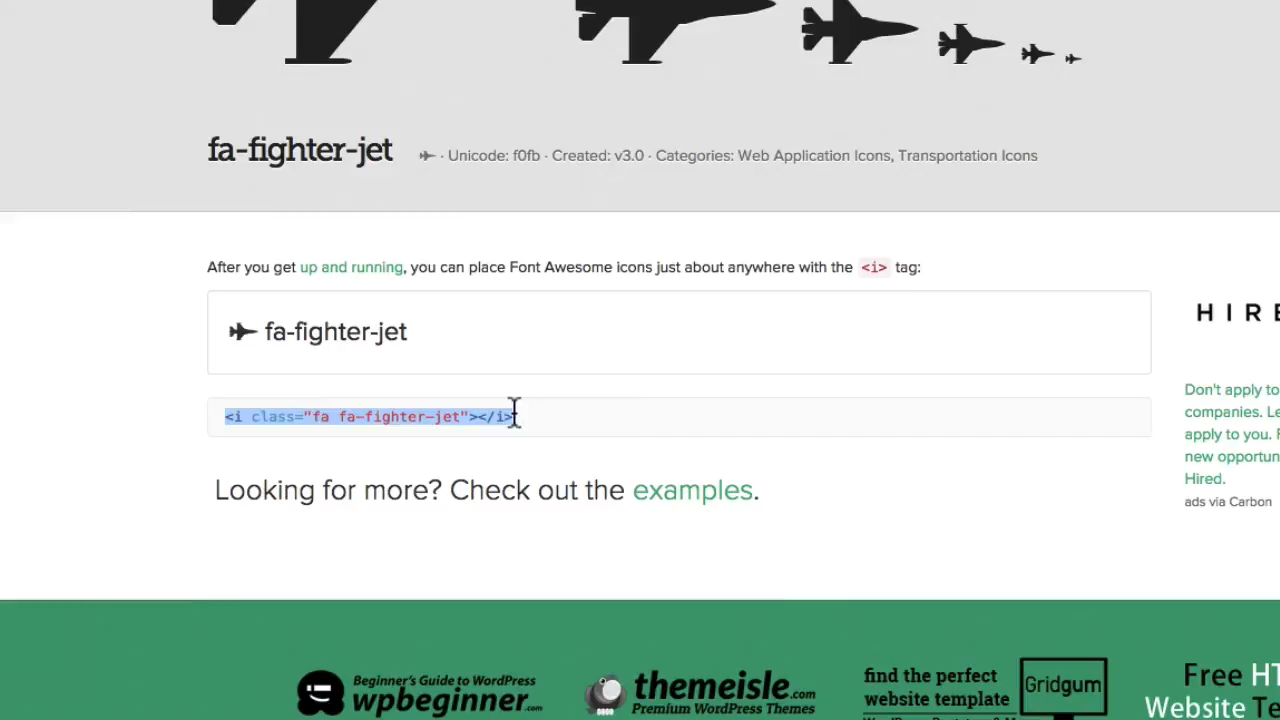 fa-fighter-jet · Unicode: f0fb · Created: v3.0 · Categories: Web Application Icons, Transportation Icons
After you get up and running, you can place Font Awesome icons just about anywhere with the <i> tag:
fa-fighter-jet
<i class="fa fa-fighter-jet"></i>
Looking for more? Check out the examples.
HIRE
Don't apply to
companies. Le
apply to you. F
new opportun
Hired.
ads via Carbon
Beginner's Guide to WordPress
wpbeginner.com
themeisle.com
Premium WordPress Themes
find the perfect
website template
Gridgum
Free HT
Website Te